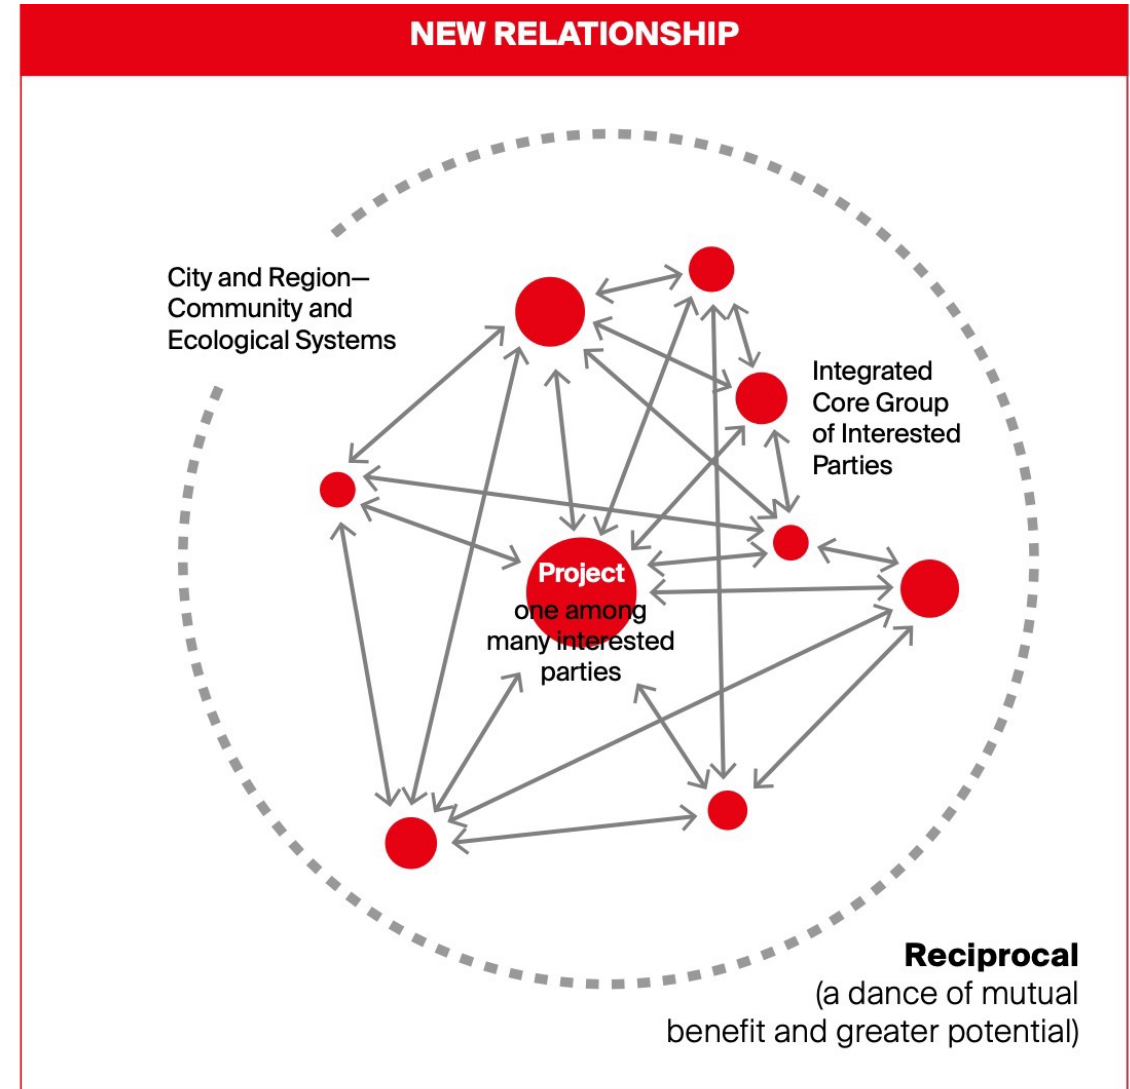 NEW RELATIONSHIP
City and Region—
Community and
Ecological Systems
Integrated
Core Group
of Interested
Parties
Project
one among
many interested
parties
Reciprocal
(a dance of mutual
benefit and greater potential)